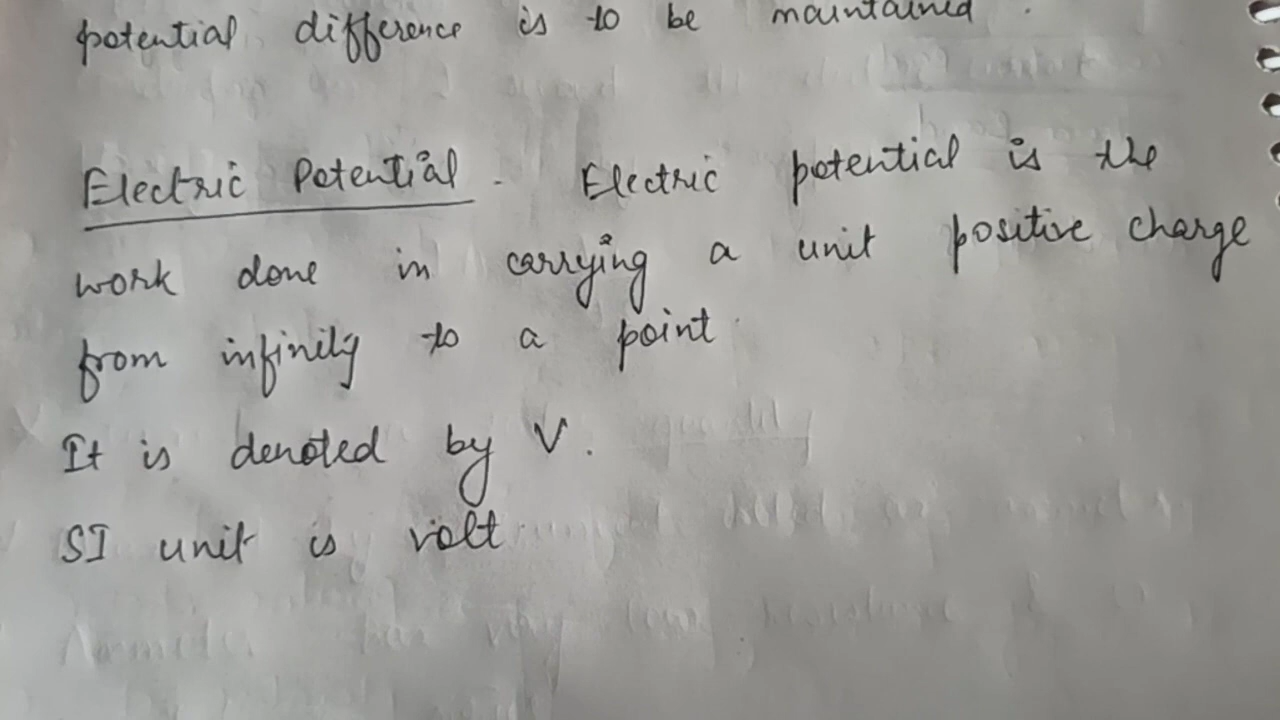 potential difference is to be maintained.
Electric Potential. Electric potential is the
work done in carrying a unit positive charge
from infinity to a point
It is denoted by V.
SI unit is volt